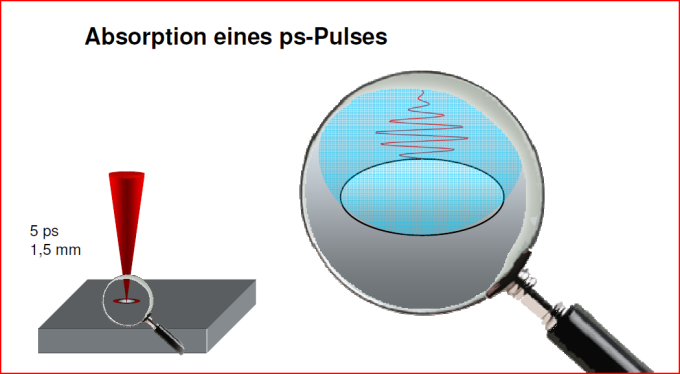 Absorption eines ps-Pulses
5 ps
1,5 mm